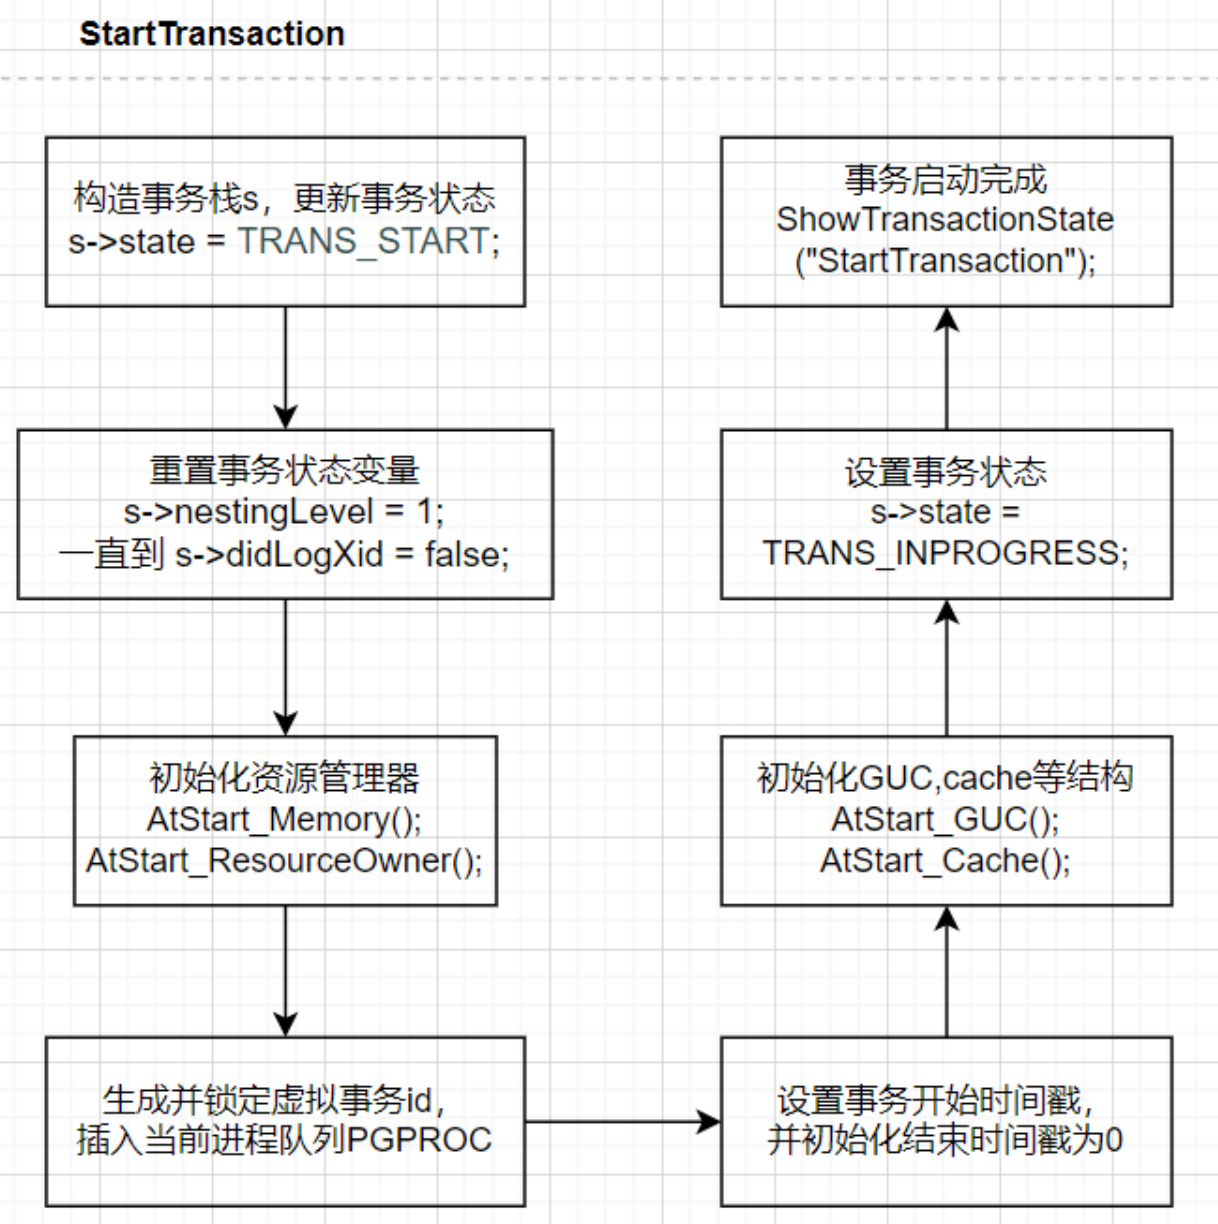 StartTransaction
构造事务栈s，更新事务状态
s->state = TRANS_START;
重置事务状态变量
s->nestingLevel = 1;
一直到 s->didLogXid = false;
初始化资源管理器
AtStart_Memory();
AtStart_ResourceOwner();
生成并锁定虚拟事务id，
插入当前进程队列PGPROC
设置事务开始时间戳，
并初始化结束时间戳为0
初始化GUC,cache等结构
AtStart_GUC();
AtStart_Cache();
设置事务状态
s->state =
TRANS_INPROGRESS;
事务启动完成
ShowTransactionState
("StartTransaction");